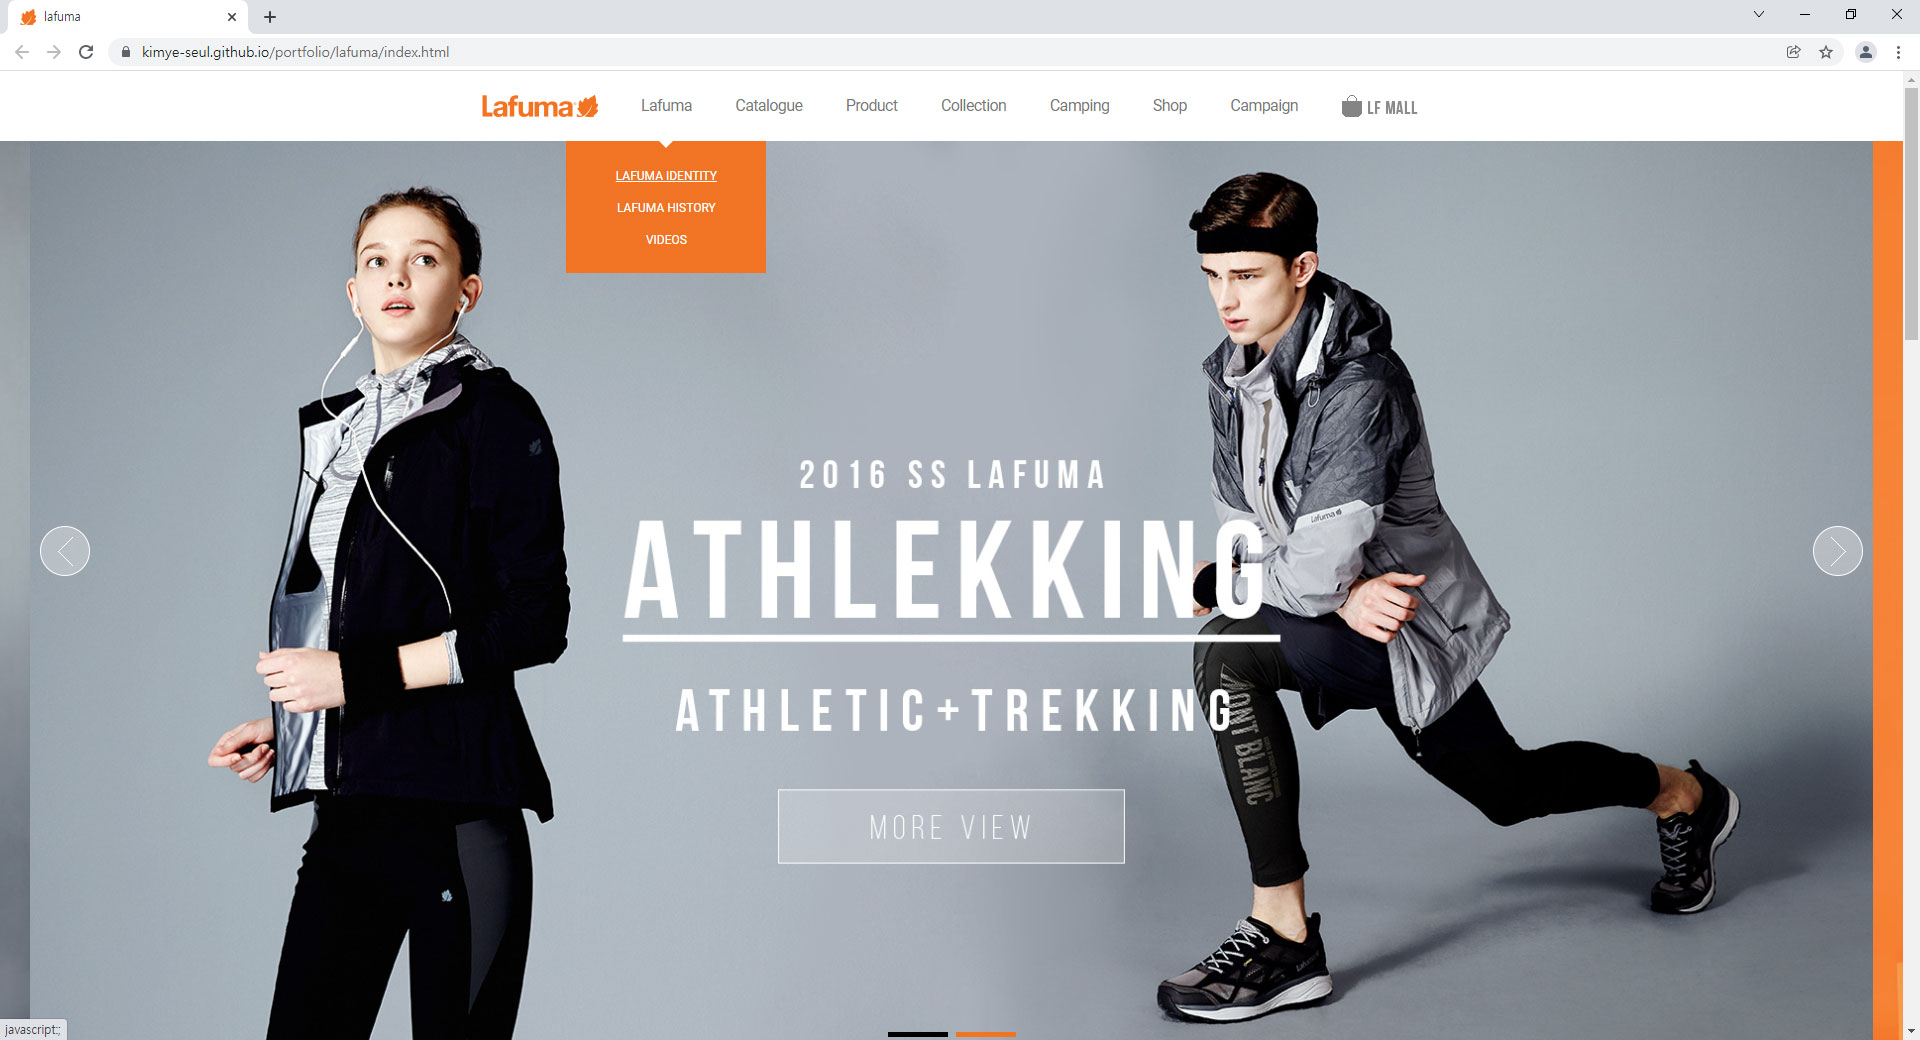 lafuma
kimye-seul.github.io/portfolio/lafuma/index.html
Lafuma Lafuma Catalogue Product Collection Camping Shop Campaign LF MALL
LAFUMA IDENTITY
LAFUMA HISTORY
VIDEOS
2016 SS LAFUMA
Lafuma
ATHLEKKING
ATHLETIC+TREKKING
MONT BLANC
MORE VIEW
Lafuma
javascript:;